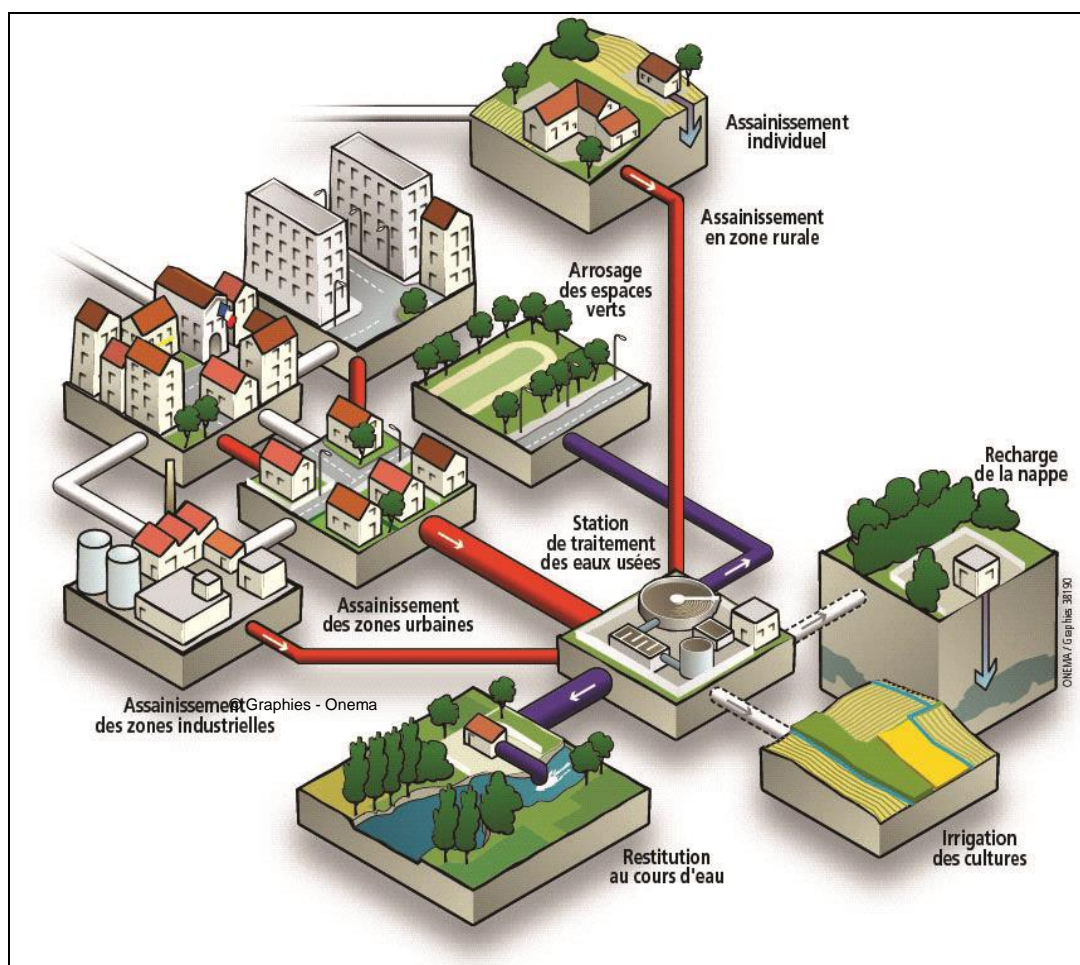 Assainissement
individuel
Assainissement
en zone rurale
Arrosage
des espaces
verts
Recharge
de la nappe
Station
de traitement
des eaux usées
Assainissement
des zones urbaines
Assainissement
des zones industrielles
© Graphies - Onema
ONEMA / Graphies 38190
Restitution
au cours d'eau
Irrigation
des cultures